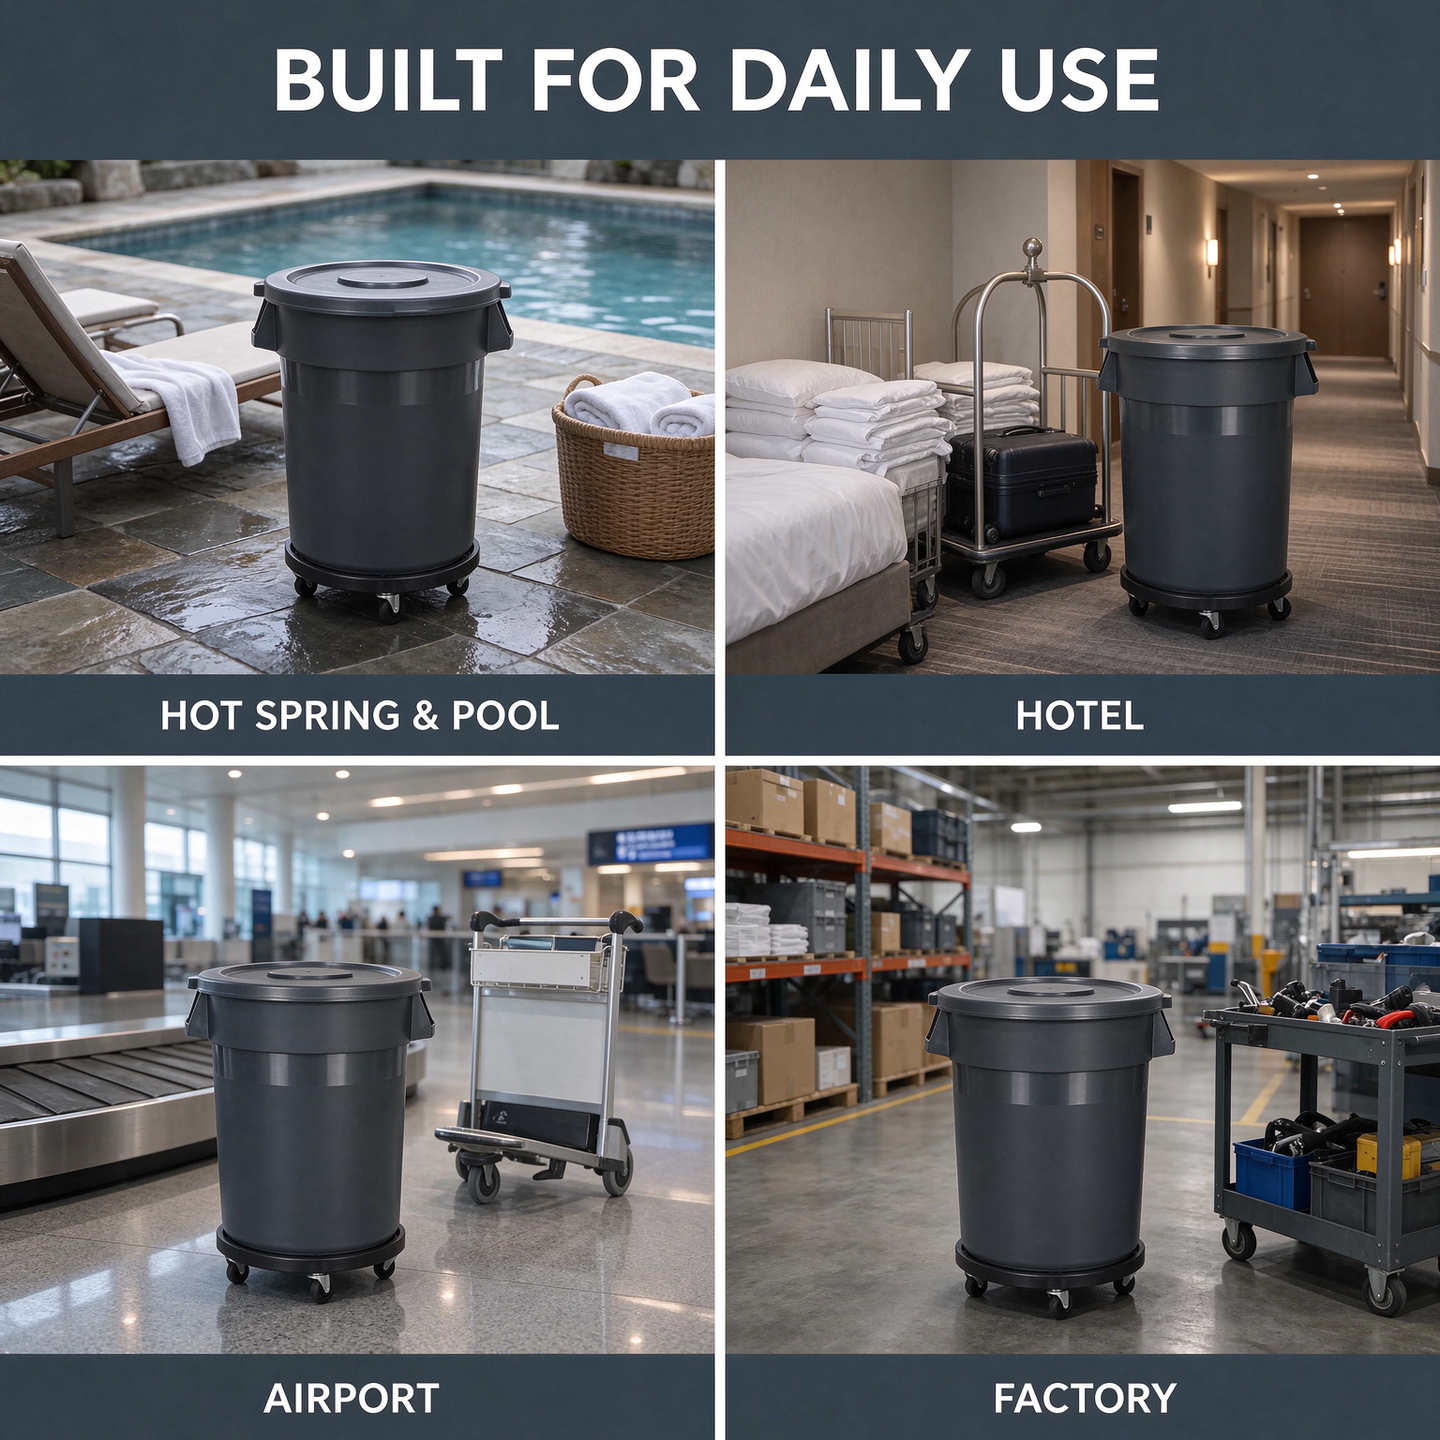 BUILT FOR DAILY USE
HOT SPRING & POOL
HOTEL
AIRPORT
FACTORY